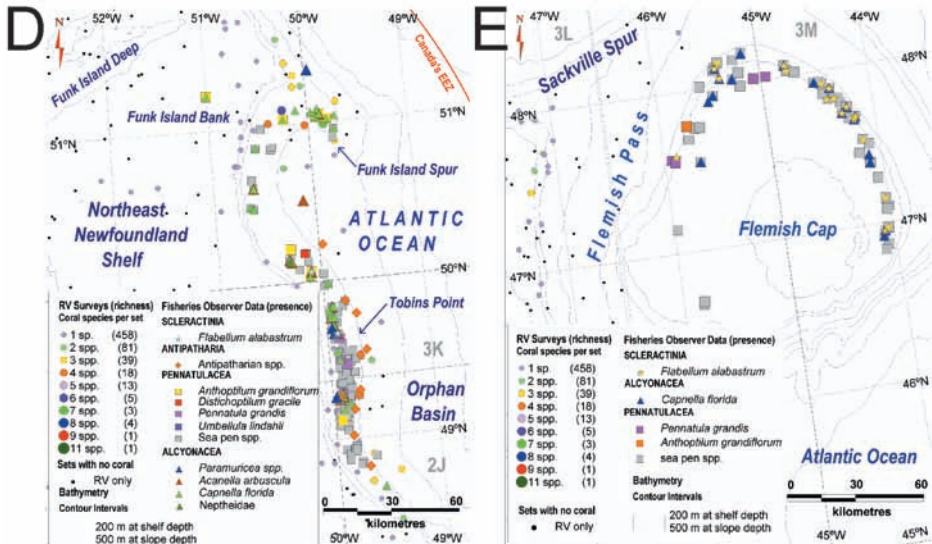 D
N
52°N
50°W
49°W
Canada's EEZ
Funk Island Deep
Funk Island Bank
51°N
51°N
Funk Island Spur
Northeast
Newfoundland
Shelf
ATLANTIC
OCEAN
50°N
Tobins Point
3K
Orphan
Basin
49°N
2J
50°W
49°W
RV Surveys (richness)
Coral species per set
1 sp. (458)
2 spp. (81)
3 spp. (39)
4 spp. (18)
5 spp. (13)
6 spp. (5)
7 spp. (3)
8 spp. (4)
9 spp. (1)
11 spp. (1)
Sets with no coral
RV only
Bathymetry
Contour Intervals
200 m at shelf depth
500 m at slope depth
Fisheries Observer Data (presence)
SCLERACTINIA
Flabellum alabastrum
ANTIPATHARIA
Antipatharian spp.
PENNATULACEA
Anthoptilum grandiflorum
Distichoptilum gracile
Pennatula grandis
Umbellula lindahli
Sea pen spp.
ALCYONACEA
Paramuricea spp.
Acanella arbuscula
Capnella florida
Neptheidae
0 30 60
kilometres
E
N
47°W
46°W
45°W
44°W
3L
3M
Sackville Spur
48°N
48°N
Flemish Pass
Flemish Cap
47°N
47°N
46°N
Atlantic Ocean
45°W
45°N
RV Surveys (richness)
Coral species per set
1 sp. (458)
2 spp. (81)
3 spp. (39)
4 spp. (18)
5 spp. (13)
6 spp. (5)
7 spp. (3)
8 spp. (4)
9 spp. (1)
11 spp. (1)
Sets with no coral
RV only
Fisheries Observer Data (presence)
SCLERACTINIA
Flabellum alabastrum
ALCYONACEA
Capnella florida
PENNATULACEA
Pennatula grandis
Anthoptilum grandiflorum
sea pen spp.
Bathymetry
Contour Intervals
200 m at shelf depth
500 m at slope depth
0 30 60
kilometres